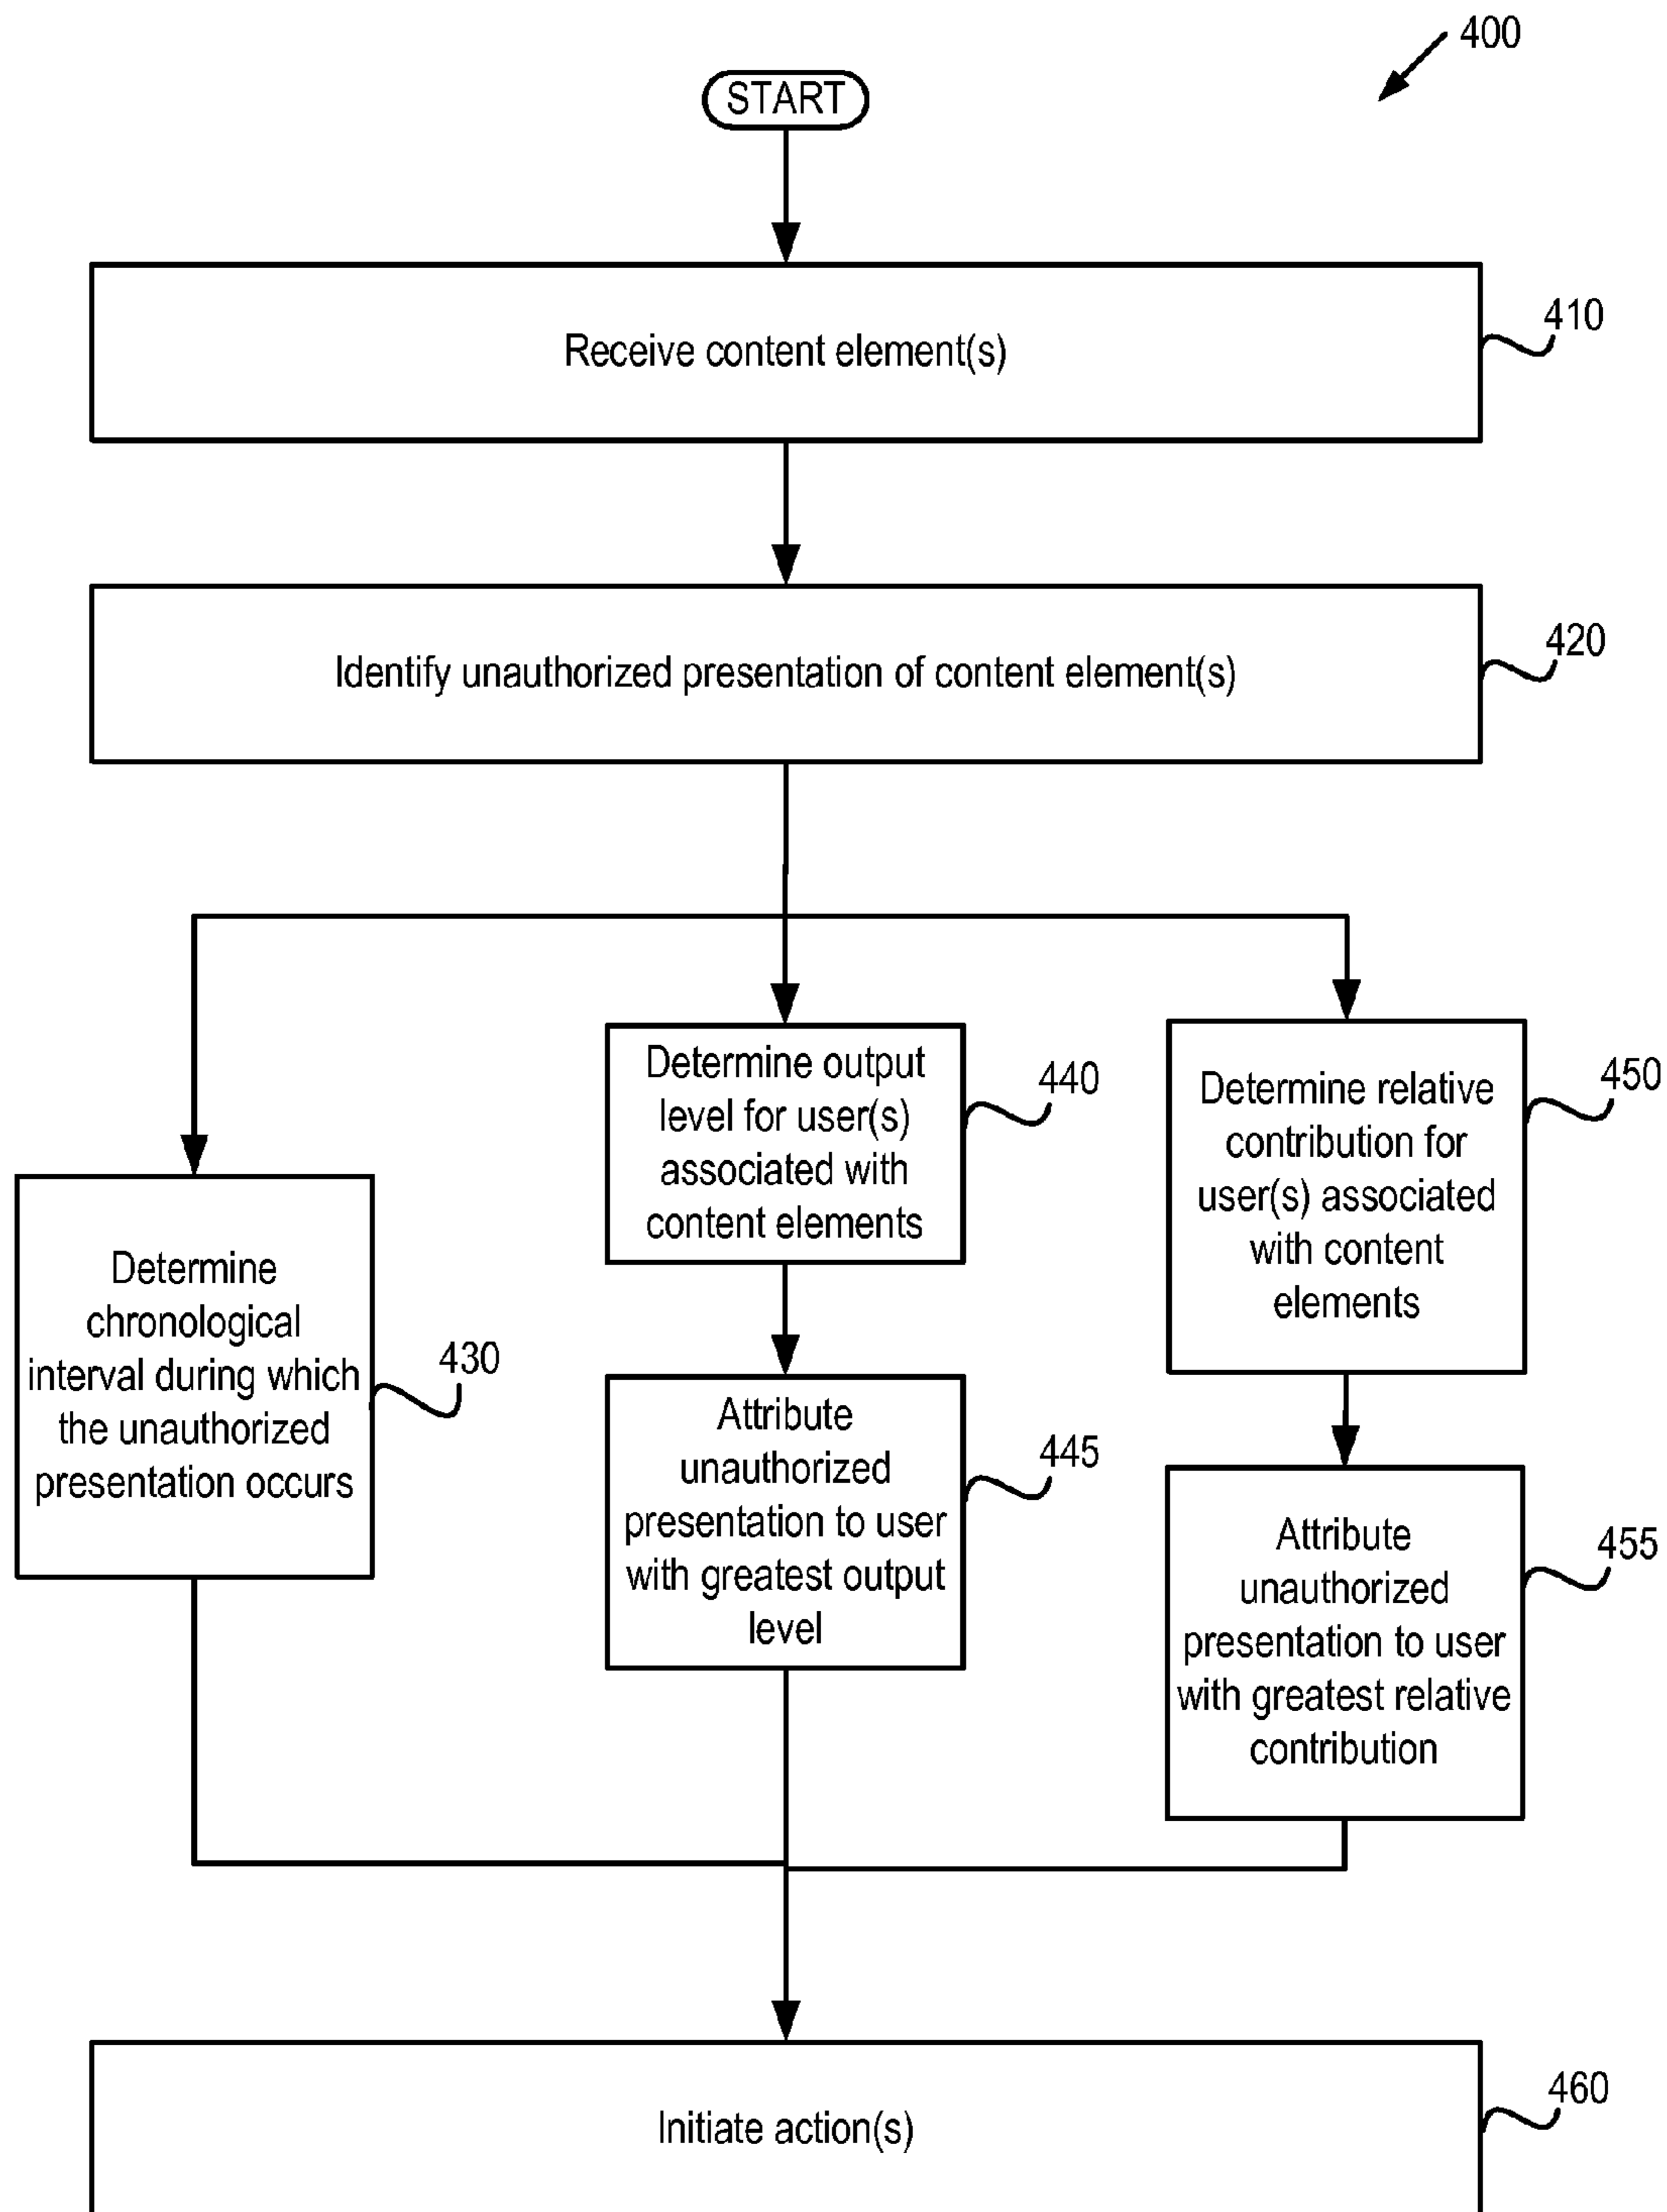 400
START
410
Receive content element(s)
420
Identify unauthorized presentation of content element(s)
Determine
chronological
interval during which
the unauthorized
presentation occurs
430
Determine output
level for user(s)
associated with
content elements
440
Attribute
unauthorized
presentation to user
with greatest output
level
445
Determine relative
contribution for
user(s) associated
with content
elements
450
Attribute
unauthorized
presentation to user
with greatest relative
contribution
455
Initiate action(s)
460